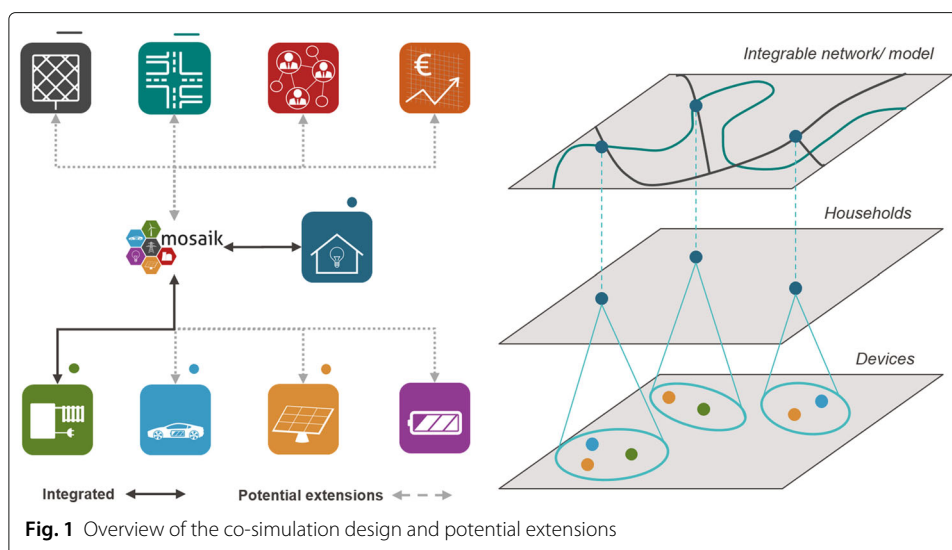 Integrable network/ model
€
mosaik
Households
Devices
Integrated
Potential extensions
Fig. 1 Overview of the co-simulation design and potential extensions